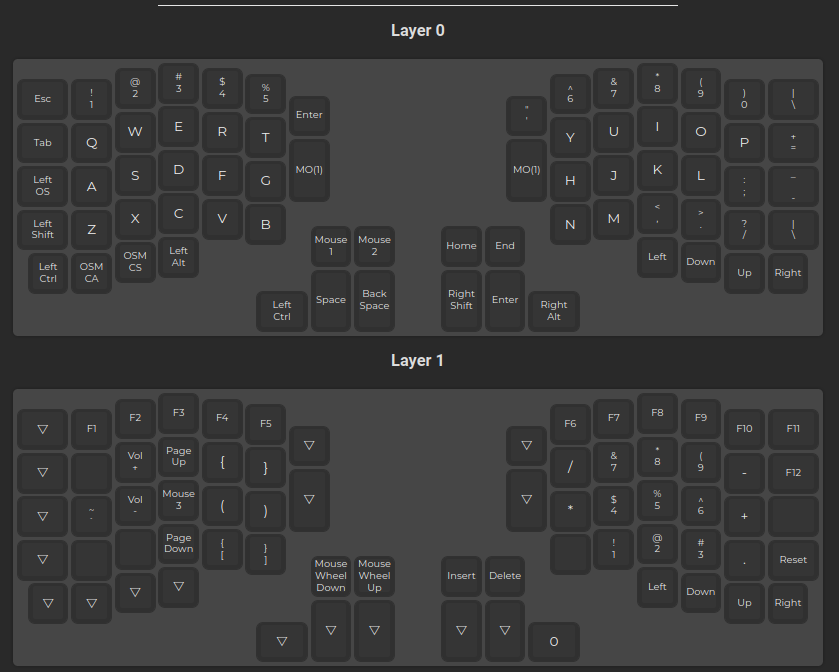 Layer 0
Esc
!
1
@
2
#
3
$
4
%
5
Enter
"
'
^
6
&
7
*
8
(
9
)
0
|
\
Tab
Q
W
E
R
T
MO(1)
MO(1)
Y
U
I
O
P
+
=
Left
OS
A
S
D
F
G
H
J
K
L
:
;
_
-
Left
Shift
Z
X
C
V
B
N
M
<
,
>
.
?
/
|
\
Left
Ctrl
OSM
CA
OSM
CS
Left
Alt
Mouse
1
Mouse
2
Home
End
Left
Down
Up
Right
Left
Ctrl
Space
Back
Space
Right
Shift
Enter
Right
Alt
Layer 1
▽
F1
F2
F3
F4
F5
▽
▽
F6
F7
F8
F9
F10
F11
▽
Vol
+
Page
Up
{
}
▽
▽
/
&
7
*
8
(
9
-
F12
▽
~
`
Vol
-
Mouse
3
(
)
*
$
4
%
5
^
6
+
▽
Page
Down
{
[
}
]
!
1
@
2
#
3
.
Reset
▽
▽
▽
▽
Mouse
Wheel
Down
Mouse
Wheel
Up
Insert
Delete
Left
Down
Up
Right
▽
▽
▽
▽
▽
0